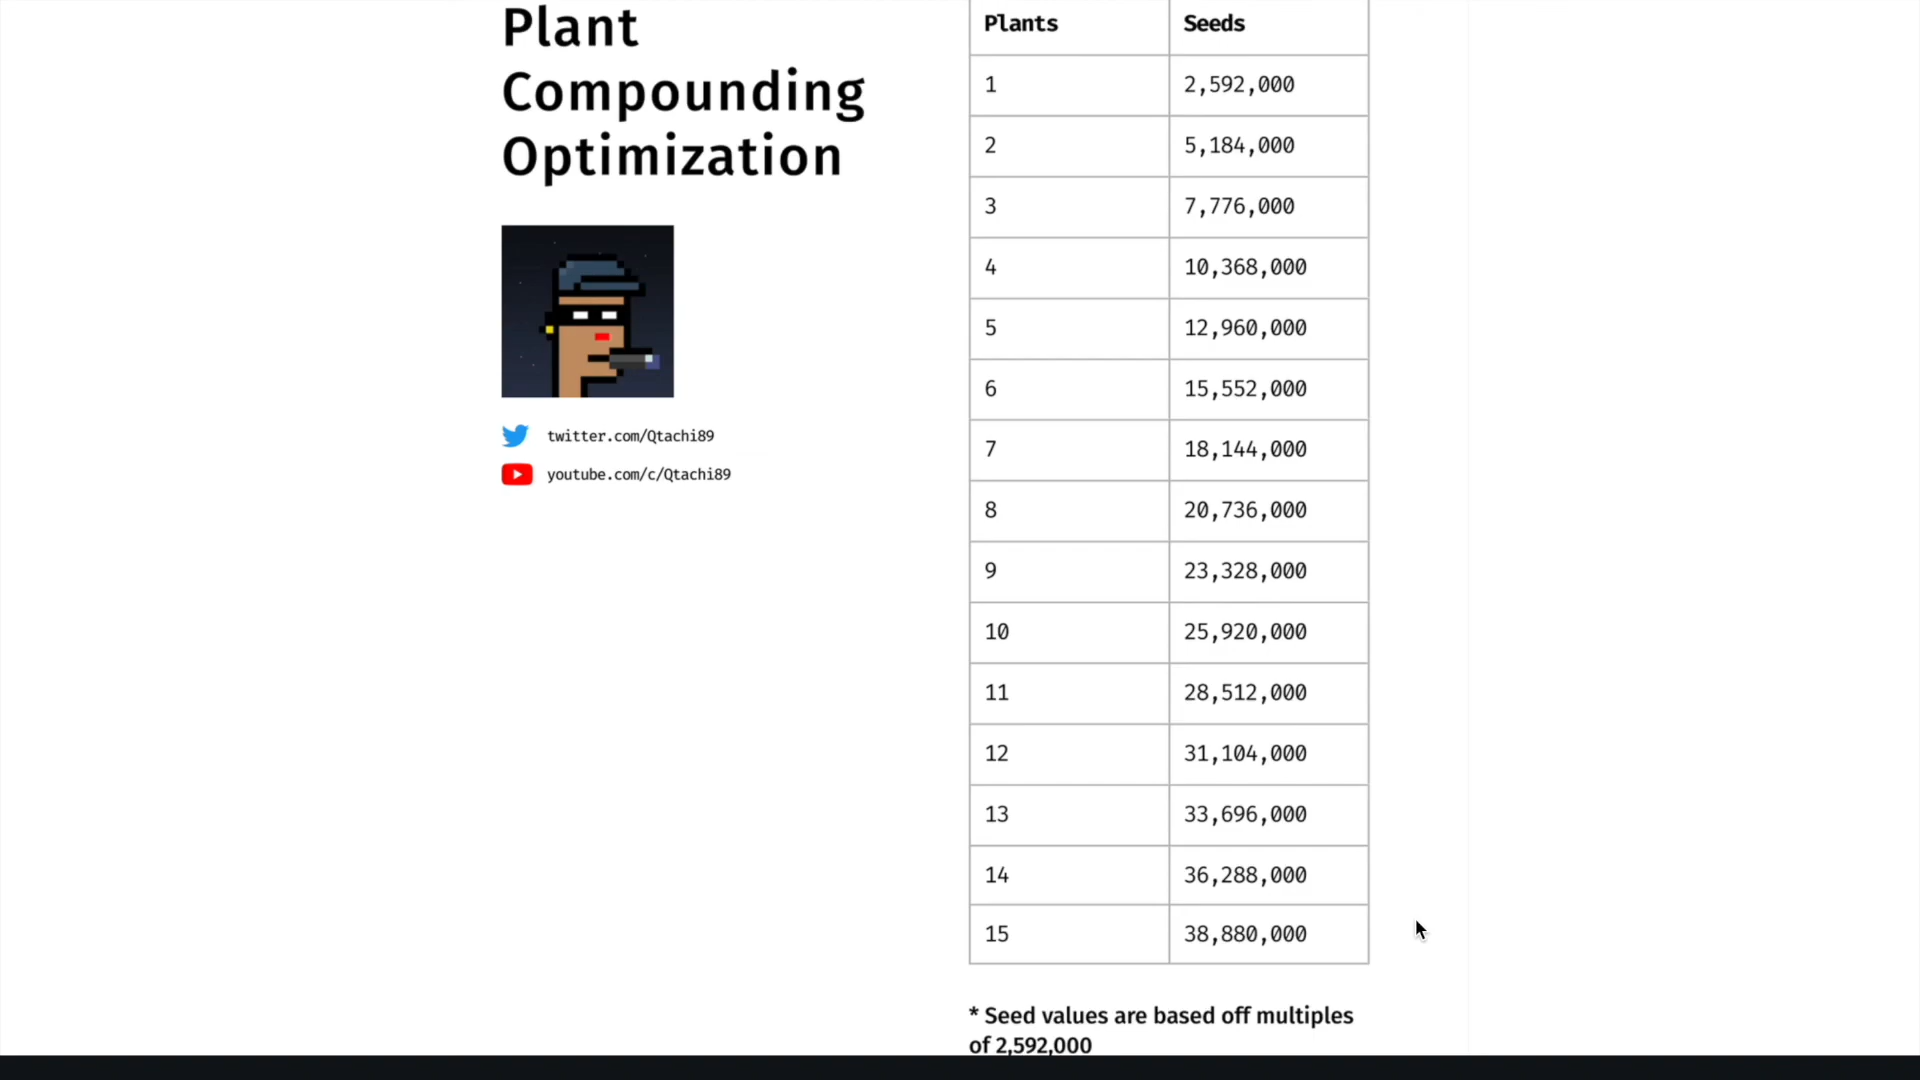 Plant
Compounding
Optimization
twitter.com/Qtachi89
youtube.com/c/Qtachi89
Plants Seeds
1 2,592,000
2 5,184,000
3 7,776,000
4 10,368,000
5 12,960,000
6 15,552,000
7 18,144,000
8 20,736,000
9 23,328,000
10 25,920,000
11 28,512,000
12 31,104,000
13 33,696,000
14 36,288,000
15 38,880,000
* Seed values are based off multiples
of 2,592,000